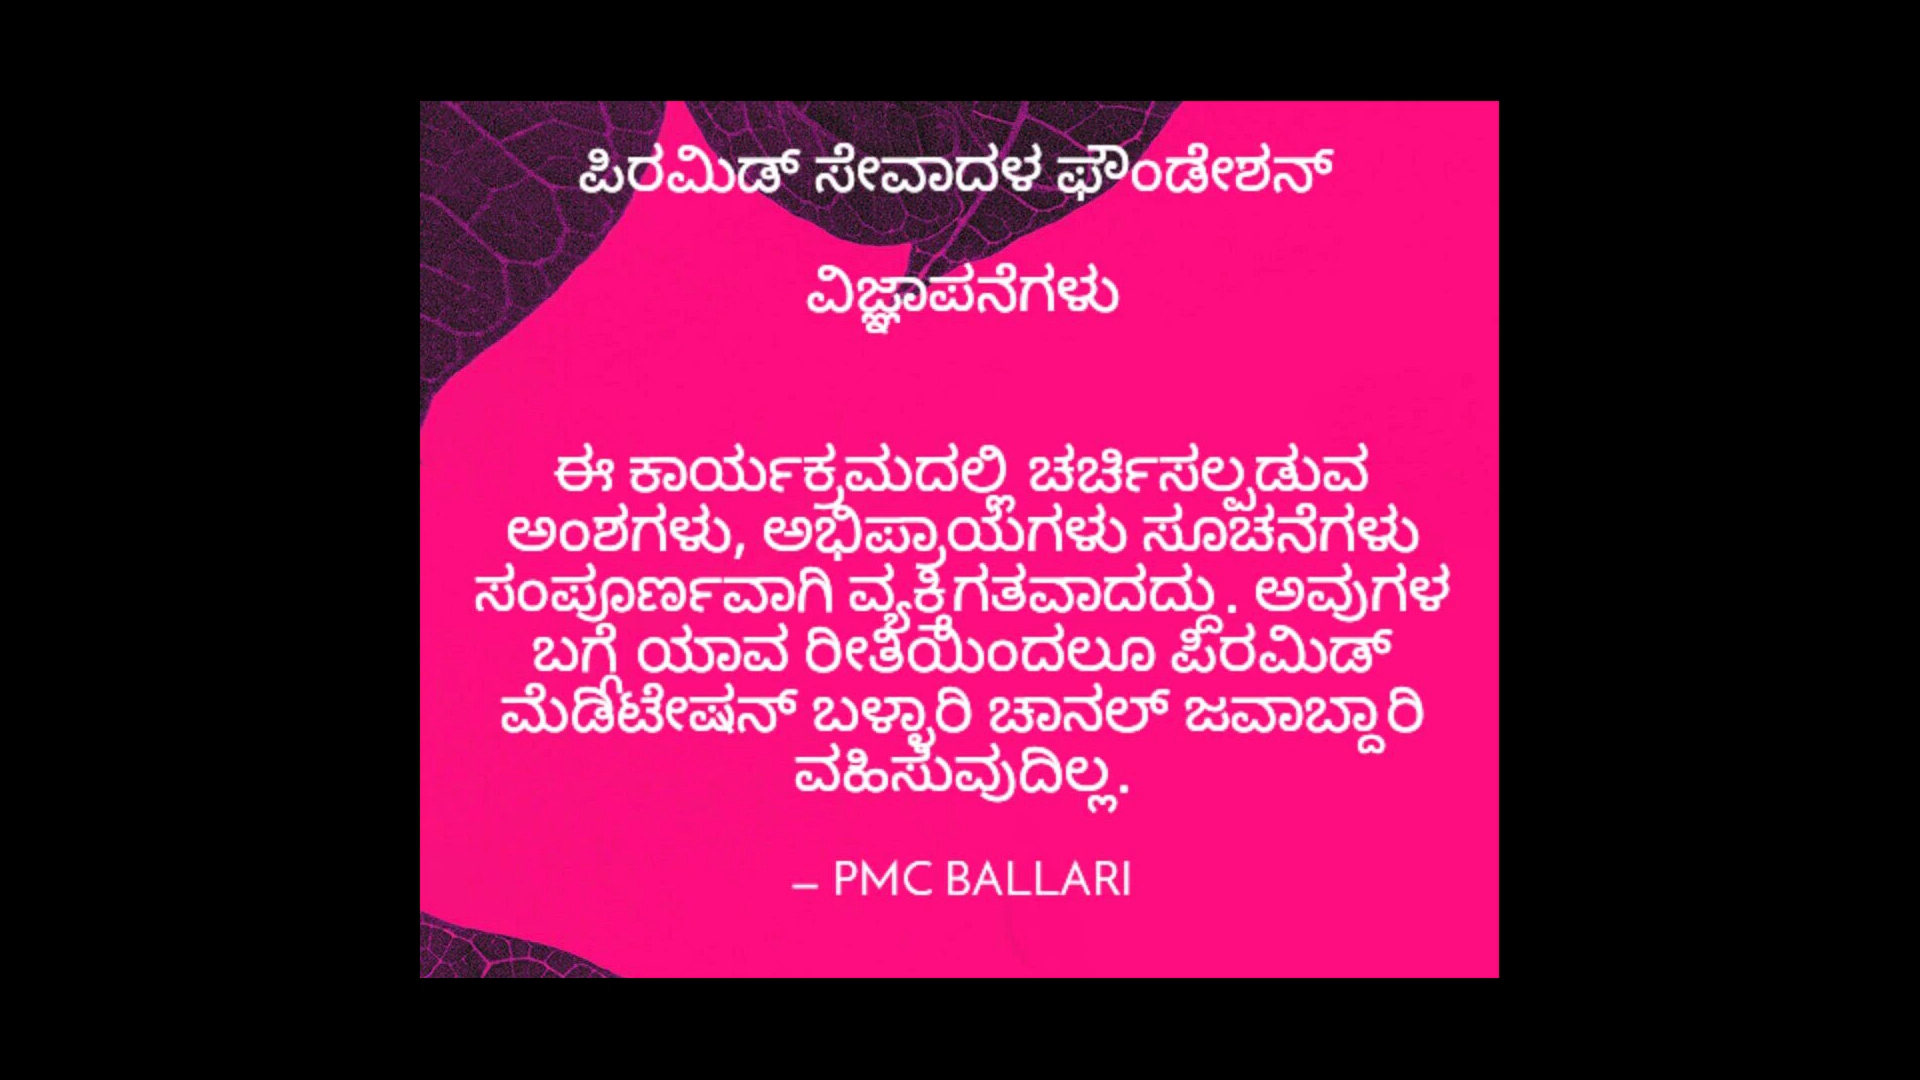 ಪಿರಮಿಡ್ ಸೇವಾದಳ ಫೌಂಡೇಶನ್
ವಿಜ್ಞಾಪನೆಗಳು
ಈ ಕಾರ್ಯಕ್ರಮದಲ್ಲಿ ಚರ್ಚಿಸಲ್ಪಡುವ
ಅಂಶಗಳು, ಅಭಿಪ್ರಾಯಗಳು ಸೂಚನೆಗಳು
ಸಂಪೂರ್ಣವಾಗಿ ವ್ಯಕ್ತಿಗತವಾದದ್ದು. ಅವುಗಳ
ಬಗ್ಗೆ ಯಾವ ರೀತಿಯಿಂದಲೂ ಪಿರಮಿಡ್
ಮೆಡಿಟೇಷನ್ ಬಳ್ಳಾರಿ ಚಾನಲ್ ಜವಾಬ್ದಾರಿ
ವಹಿಸುವುದಿಲ್ಲ.
– PMC BALLARI